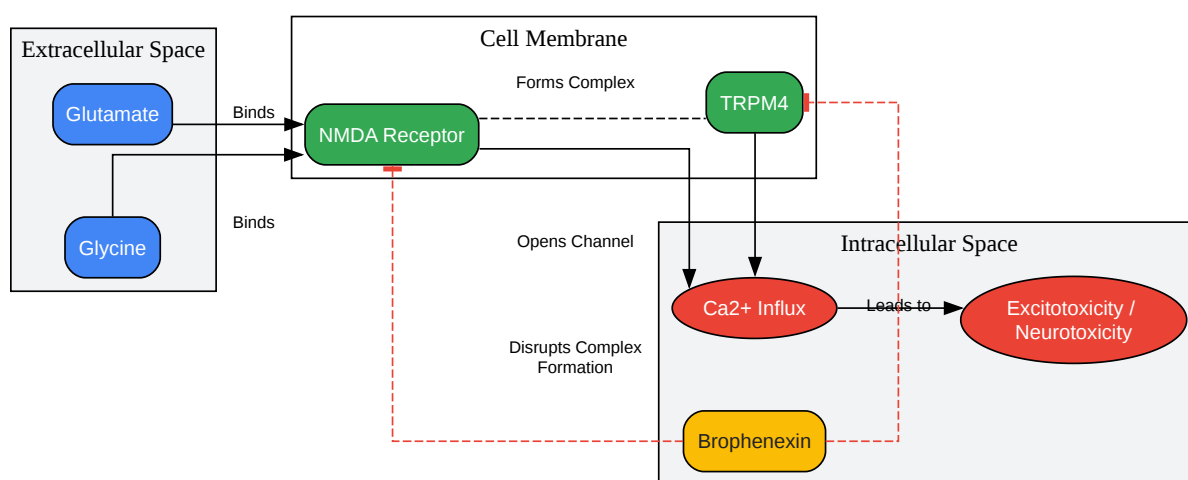 Extracellular Space
Cell Membrane
Glutamate
Binds
Forms Complex
TRPM4
NMDA Receptor
Glycine
Binds
Opens Channel
Intracellular Space
Ca2+ Influx
Leads to
Excitotoxicity /
Neurotoxicity
Disrupts Complex
Formation
Brophenexin